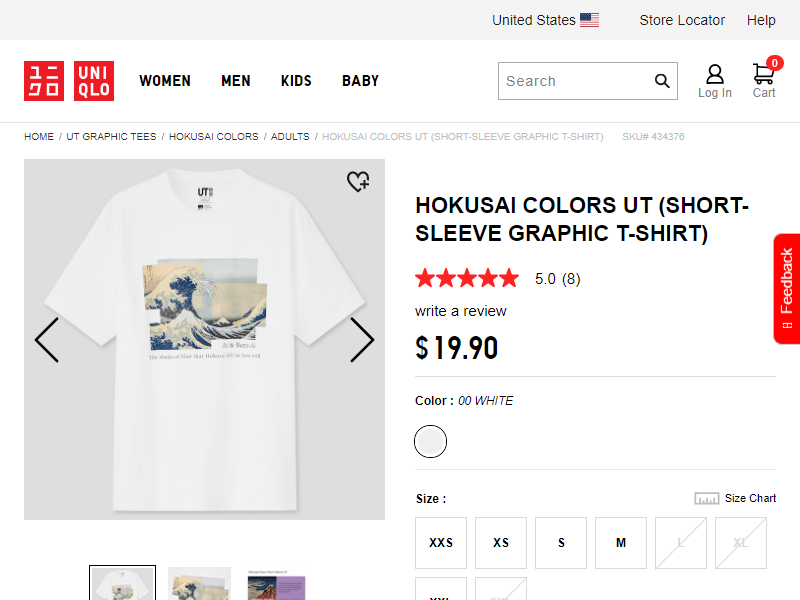 United States
Store Locator
Help
ユニクロ
UNIQLO
WOMEN
MEN
KIDS
BABY
Search
Log In
0
Cart
HOME / UT GRAPHIC TEES / HOKUSAI COLORS / ADULTS / HOKUSAI COLORS UT (SHORT-SLEEVE GRAPHIC T-SHIRT)
SKU# 434376
UT
Ai & Bero-Ai
The shades of blue that Hokusai fell in love with
HOKUSAI COLORS UT (SHORT-
SLEEVE GRAPHIC T-SHIRT)
5.0 (8)
write a review
$19.90
Feedback
Color : 00 WHITE
Size :
Size Chart
XXS
XS
S
M
L
XL
XXL